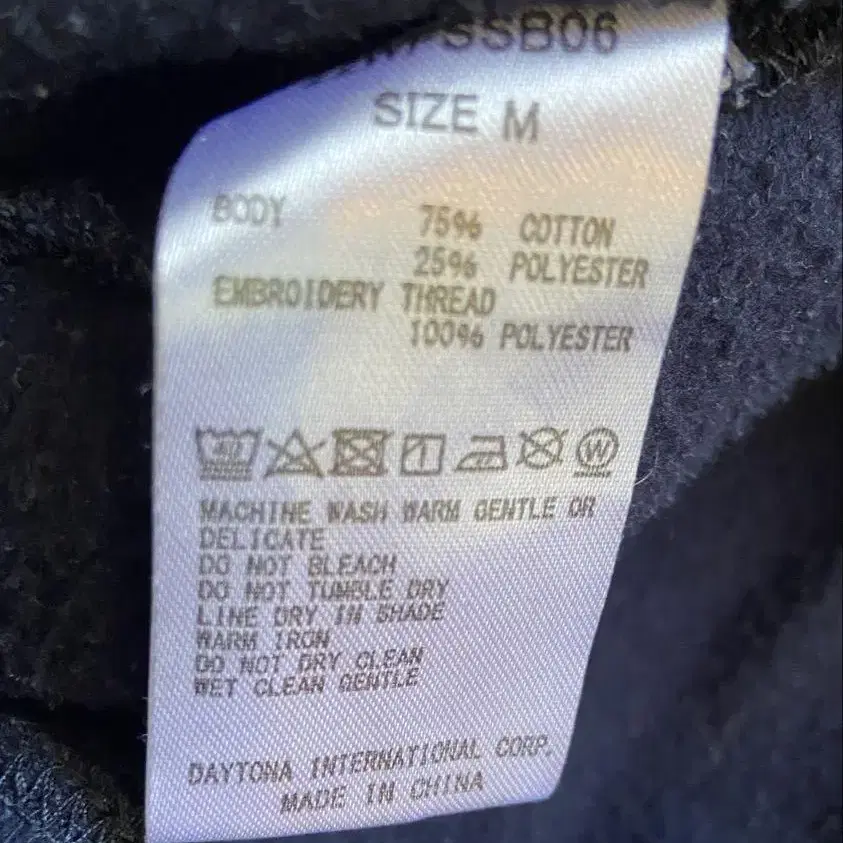 SSB06
SIZE M
BODY 75% COTTON
25% POLYESTER
EMBROIDERY THREAD
100% POLYESTER
40 W
MACHINE WASH WARM GENTLE OR
DELICATE
DO NOT BLEACH
DO NOT TUMBLE DRY
LINE DRY IN SHADE
WARM IRON
DO NOT DRY CLEAN
WET CLEAN GENTLE
DAYTONA INTERNATIONAL CORP.
MADE IN CHINA